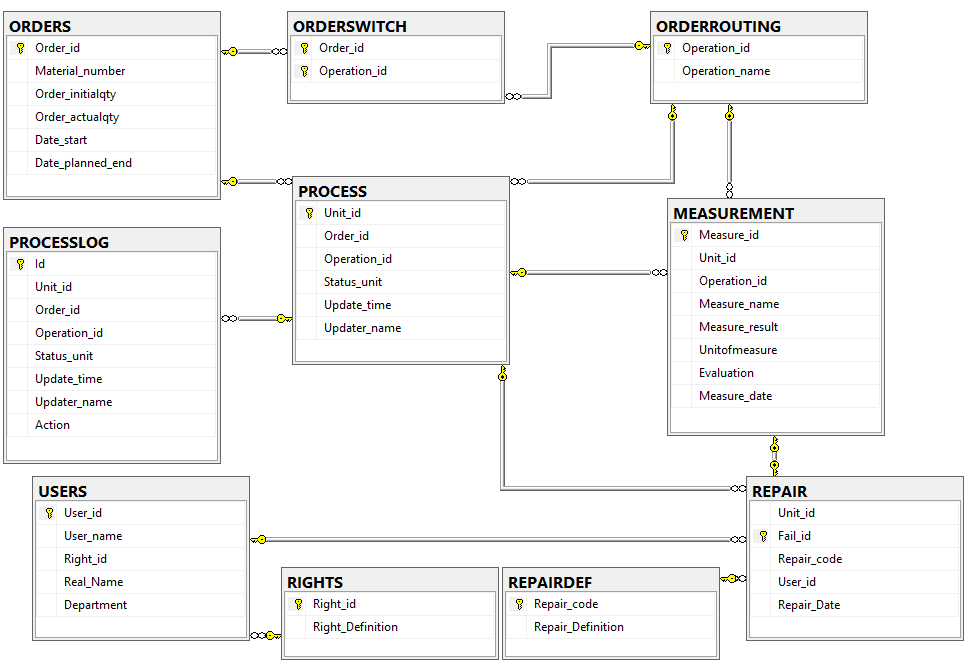 ORDERS
Order_id
Material_number
Order_initialqty
Order_actualqty
Date_start
Date_planned_end
ORDERSWITCH
Order_id
Operation_id
ORDERROUTING
Operation_id
Operation_name
PROCESS
Unit_id
Order_id
Operation_id
Status_unit
Update_time
Updater_name
MEASUREMENT
Measure_id
Unit_id
Operation_id
Measure_name
Measure_result
Unitofmeasure
Evaluation
Measure_date
PROCESSLOG
Id
Unit_id
Order_id
Operation_id
Status_unit
Update_time
Updater_name
Action
USERS
User_id
User_name
Right_id
Real_Name
Department
RIGHTS
Right_id
Right_Definition
REPAIRDEF
Repair_code
Repair_Definition
REPAIR
Unit_id
Fail_id
Repair_code
User_id
Repair_Date